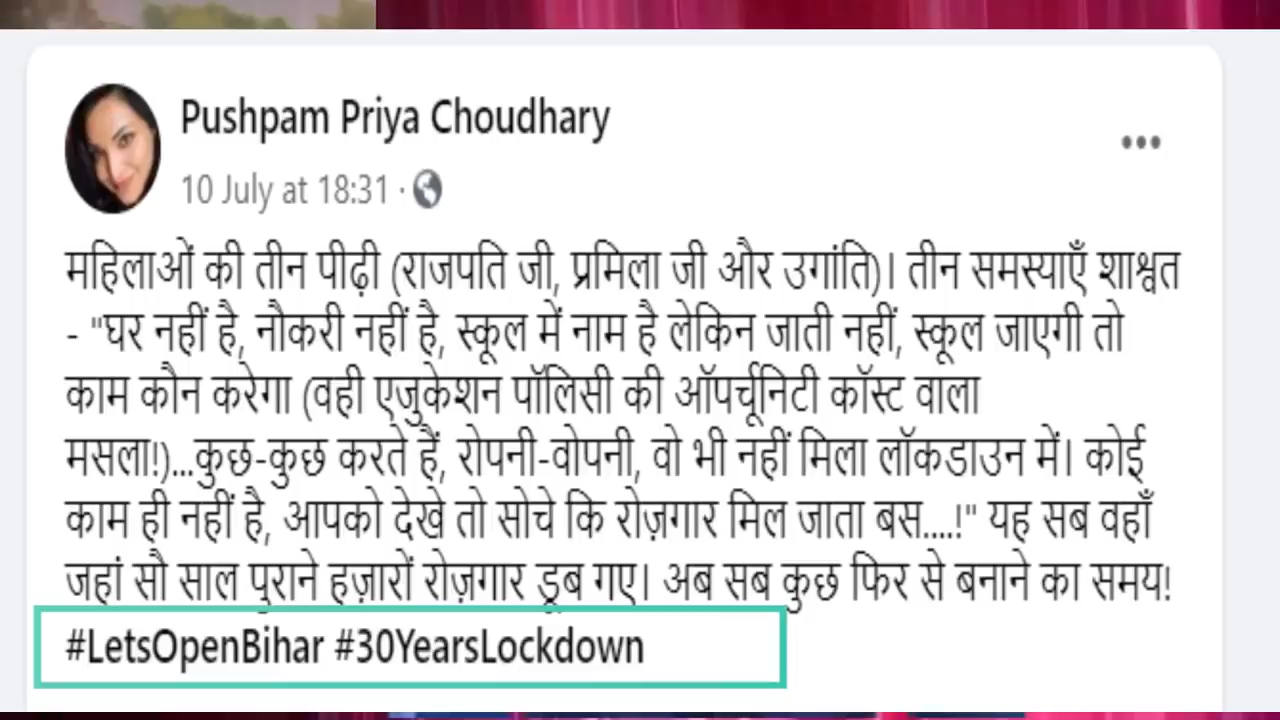 Pushpam Priya Choudhary
10 July at 18:31 ·
महिलाओं की तीन पीढ़ी (राजपति जी, प्रमिला जी और उगांति)। तीन समस्याएँ शाश्वत
- "घर नहीं है, नौकरी नहीं है, स्कूल में नाम है लेकिन जाती नहीं, स्कूल जाएगी तो
काम कौन करेगा (वही एजुकेशन पॉलिसी की ऑपर्चूनिटी कॉस्ट वाला
मसला!)...कुछ-कुछ करते हैं, रोपनी-वोपनी, वो भी नहीं मिला लॉकडाउन में। कोई
काम ही नहीं है, आपको देखे तो सोचे कि रोज़गार मिल जाता बस....!" यह सब वहाँ
जहां सौ साल पुराने हज़ारों रोज़गार डूब गए। अब सब कुछ फिर से बनाने का समय!
#LetsOpenBihar #30YearsLockdown